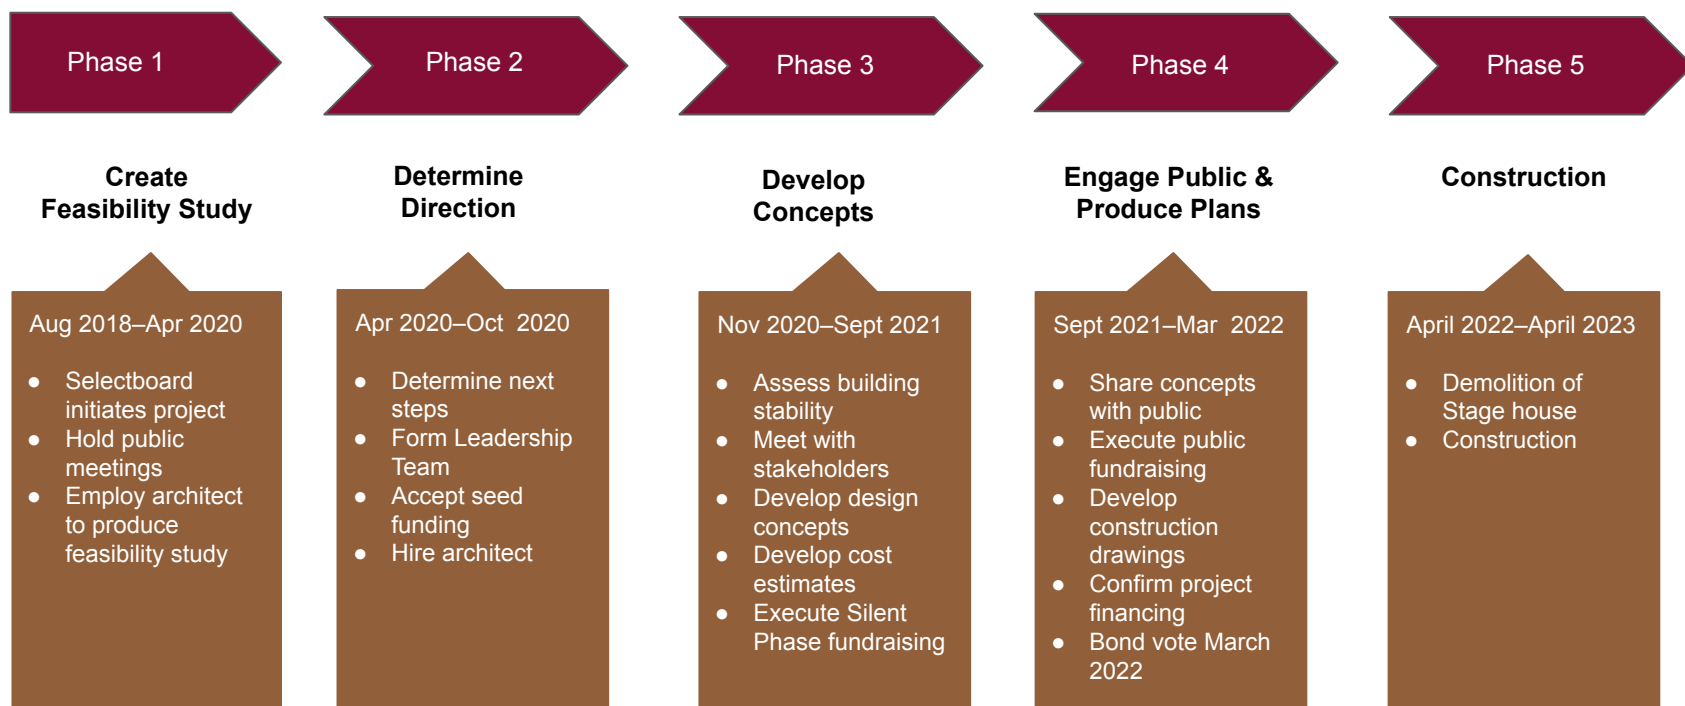 Phase 1
Phase 2
Phase 3
Phase 4
Phase 5
Create
Feasibility Study
Determine
Direction
Develop
Concepts
Engage Public &
Produce Plans
Construction
Aug 2018–Apr 2020
● Selectboard
initiates project
● Hold public
meetings
● Employ architect
to produce
feasibility study
Apr 2020–Oct 2020
● Determine next
steps
● Form Leadership
Team
● Accept seed
funding
● Hire architect
Nov 2020–Sept 2021
● Assess building
stability
● Meet with
stakeholders
● Develop design
concepts
● Develop cost
estimates
● Execute Silent
Phase fundraising
Sept 2021–Mar 2022
● Share concepts
with public
● Execute public
fundraising
● Develop
construction
drawings
● Confirm project
financing
● Bond vote March
2022
April 2022–April 2023
● Demolition of
Stage house
● Construction